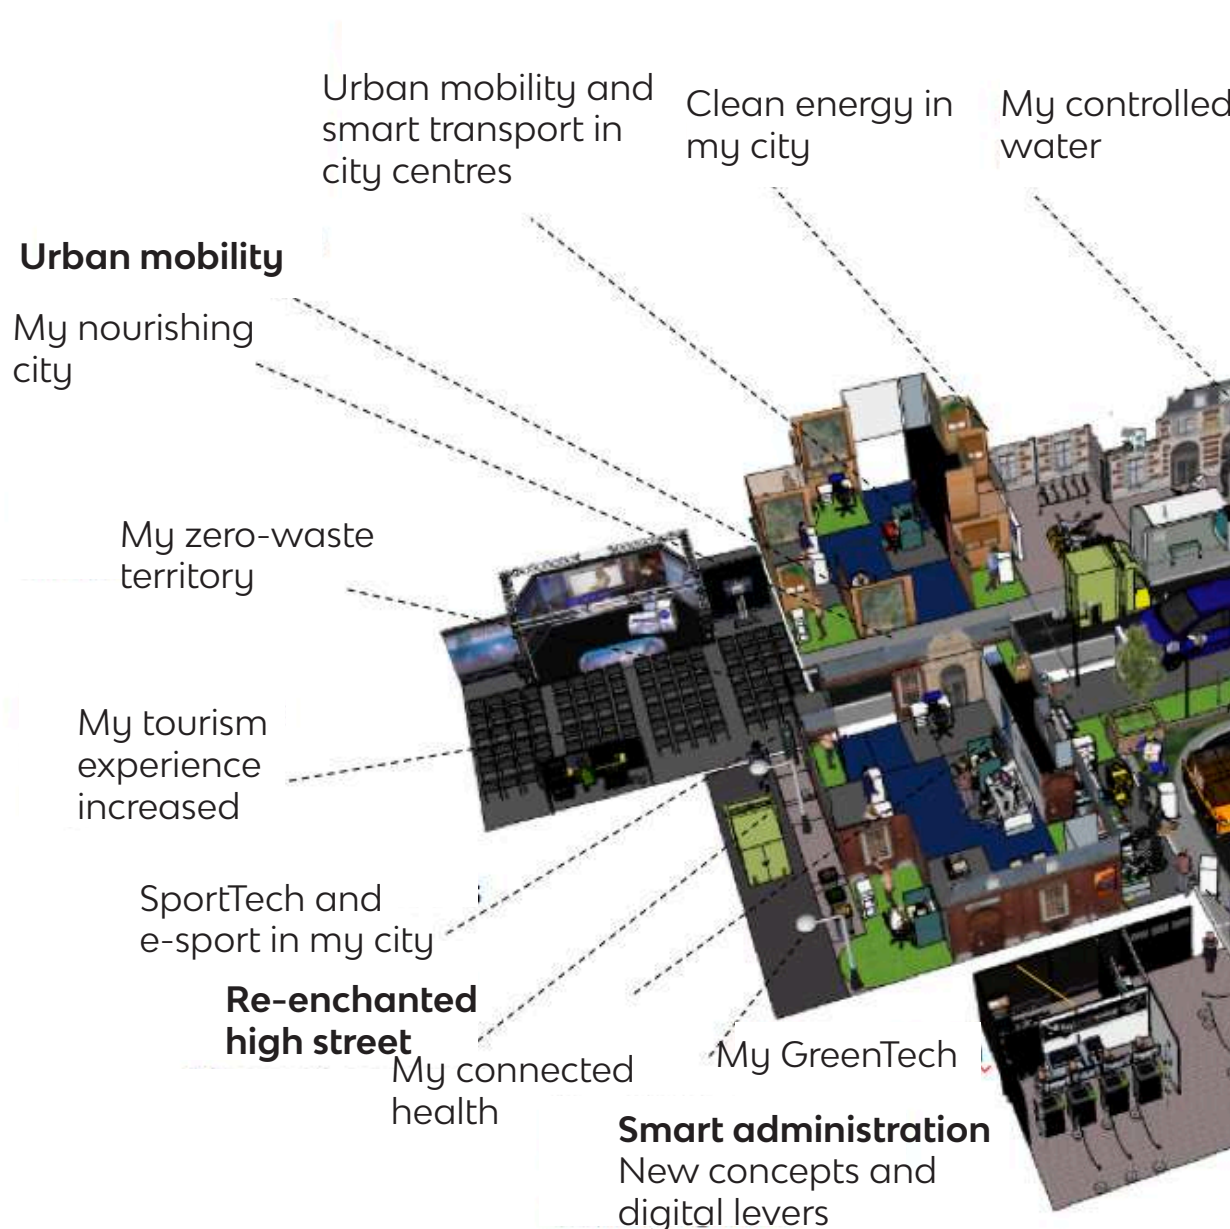 Urban mobility and
smart transport in
city centres
Clean energy in
my city
My controlled
water
Urban mobility
My nourishing
city
My zero-waste
territory
My tourism
experience
increased
SportTech and
e-sport in my city
Re-enchanted
high street
My connected
health
My GreenTech
Smart administration
New concepts and
digital levers